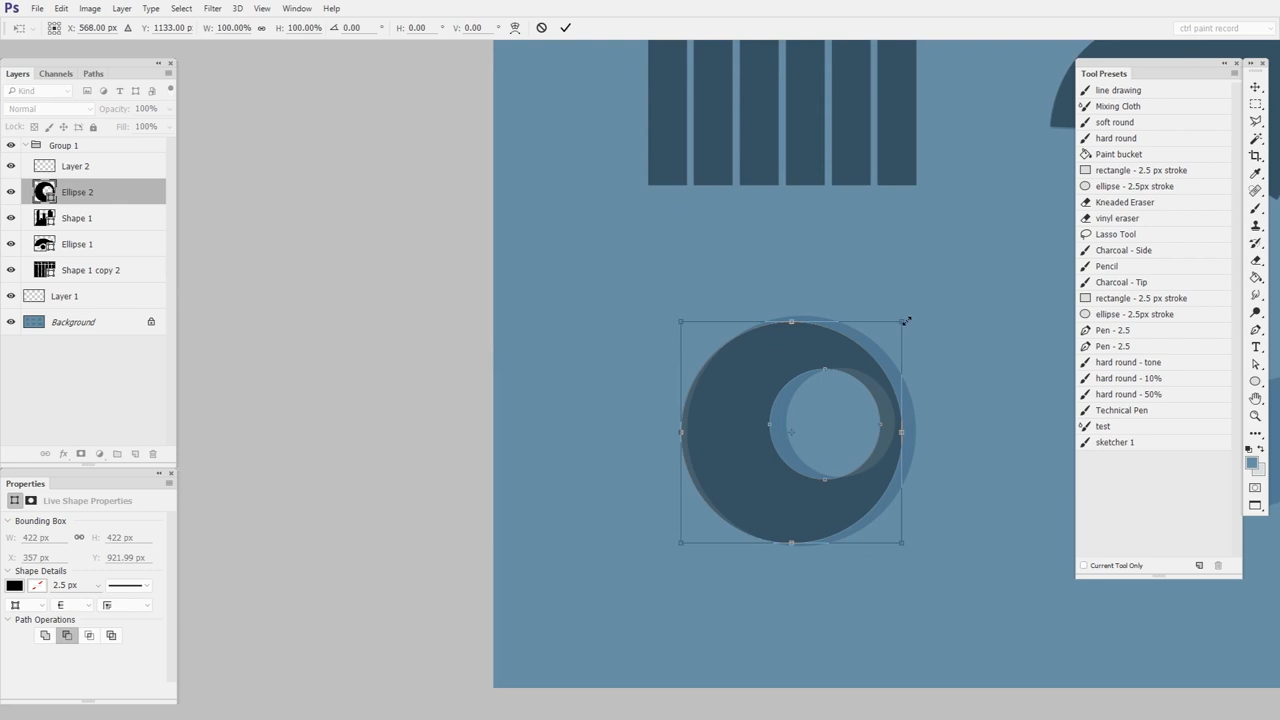 Ps File Edit Image Layer Type Select Filter 3D View Window Help
X: 568.00 px Y: 1133.00 px W: 100.00% H: 100.00% 0.00 ° H: 0.00 ° V: 0.00 ° ctrl paint record
Layers Channels Paths
Kind
Normal Opacity: 100%
Lock: Fill: 100%
Group 1
Layer 2
Ellipse 2
Shape 1
Ellipse 1
Shape 1 copy 2
Layer 1
Background
fx
Properties
Live Shape Properties
Bounding Box
W: 422 px H: 422 px
X: 357 px Y: 921.99 px
Shape Details
2.5 px
Path Operations
Tool Presets
line drawing
Mixing Cloth
soft round
hard round
Paint bucket
rectangle - 2.5 px stroke
ellipse - 2.5px stroke
Kneaded Eraser
vinyl eraser
Lasso Tool
Charcoal - Side
Pencil
Charcoal - Tip
rectangle - 2.5 px stroke
ellipse - 2.5px stroke
Pen - 2.5
Pen - 2.5
hard round - tone
hard round - 10%
hard round - 50%
Technical Pen
test
sketcher 1
Current Tool Only